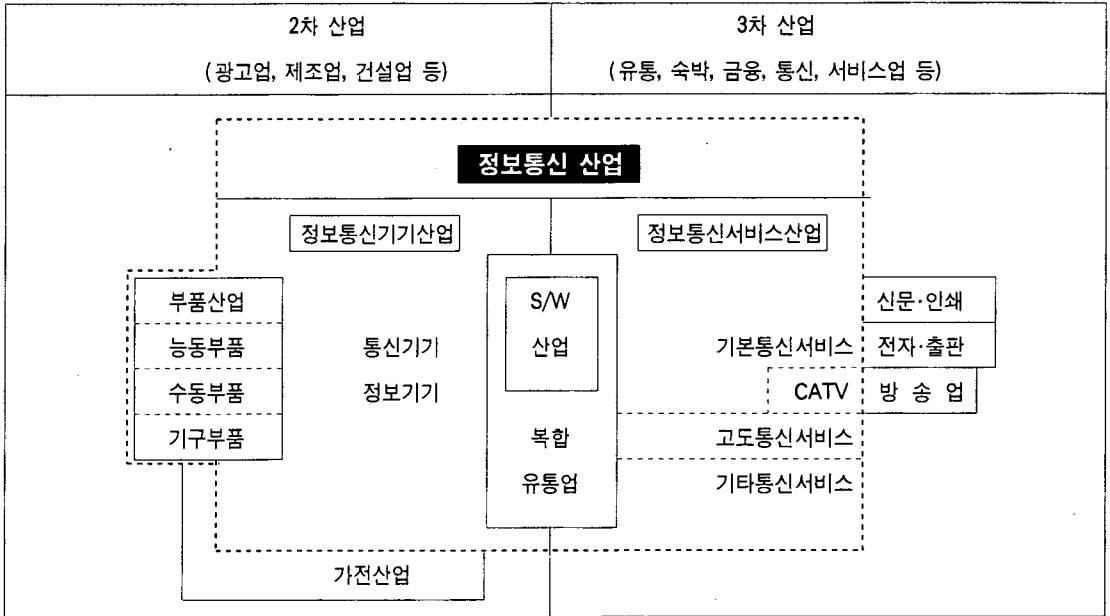 2차 산업
(광고업, 제조업, 건설업 등)
3차 산업
(유통, 숙박, 금융, 통신, 서비스업 등)
정보통신 산업
정보통신기기산업
정보통신서비스산업
부품산업
능동부품
수동부품
기구부품
통신기기
정보기기
S/W
산업
복합
유통업
기본통신서비스
CATV
고도통신서비스
기타통신서비스
신문·인쇄
전자·출판
방 송 업
가전산업